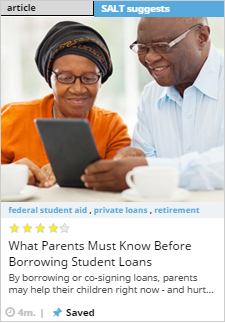 article SALT suggests
federal student aid , private loans , retirement
What Parents Must Know Before
Borrowing Student Loans
By borrowing or co-signing loans, parents
may help their children right now - and hurt...
4m. | Saved